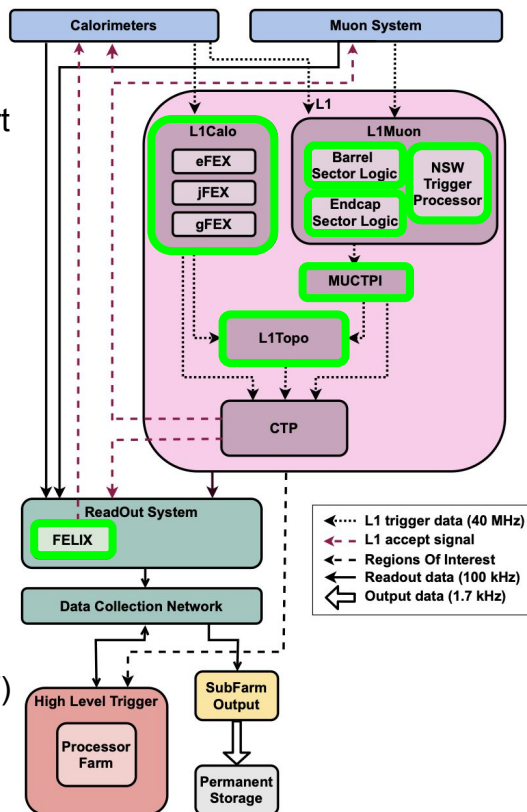 Calorimeters
Muon System
L1
rt
L1Calo
eFEX
jFEX
gFEX
L1Muon
Barrel
Sector Logic
Endcap
Sector Logic
NSW
Trigger
Processor
MUCTPI
L1Topo
CTP
ReadOut System
FELIX
L1 trigger data (40 MHz)
L1 accept signal
Regions Of Interest
Readout data (100 kHz)
Output data (1.7 kHz)
Data Collection Network
)
High Level Trigger
Processor
Farm
SubFarm
Output
Permanent
Storage